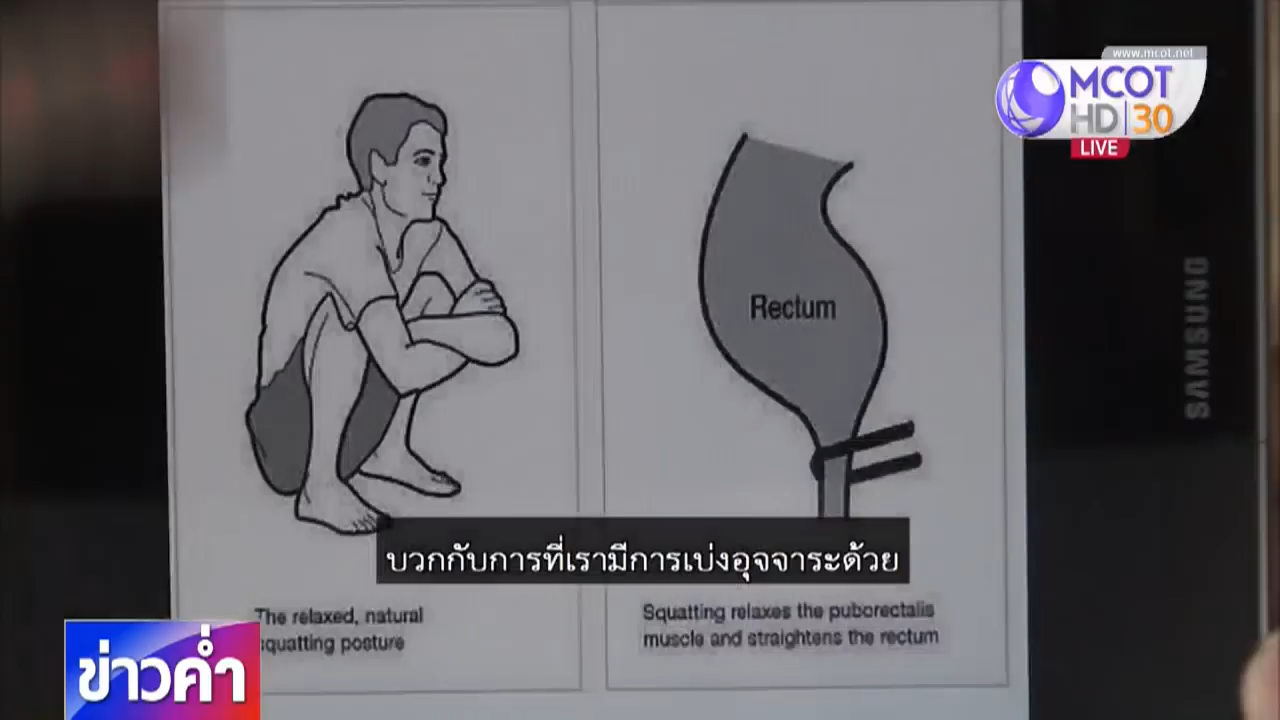 www.mcot.net
MCOT
HD 30
LIVE
SAMSUNG
Rectum
บวกกับการที่เรามีการเบ่งอุจจาระด้วย
The relaxed, natural
squatting posture
Squatting relaxes the puborectalis
muscle and straightens the rectum
ข่าวค่ำ